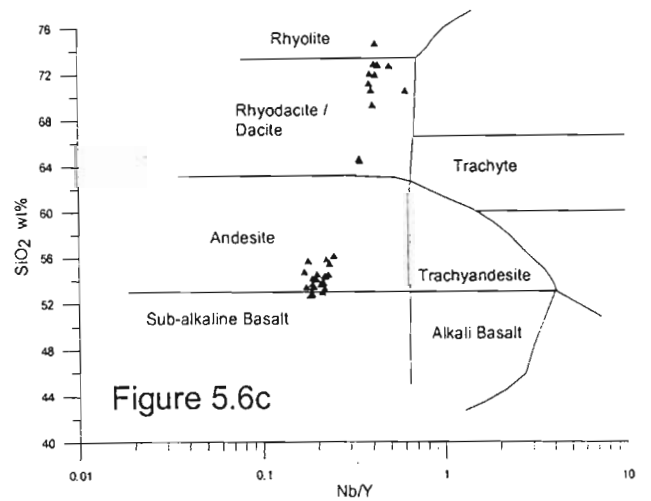 76
72
68
64
60
56
52
48
44
40
SiO2 wt%
Rhyolite
Rhyodacite /
Dacite
Trachyte
Andesite
Trachyandesite
Sub-alkaline Basalt
Alkali Basalt
Figure 5.6c
0.01
0.1
1
10
Nb/Y